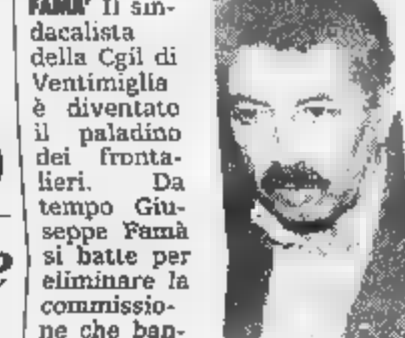 FAMA' Il sin-
dacalista
della Cgil di
Ventimiglia
è diventato
il paladino
dei fronta-
lieri. Da
tempo Giu-
seppe Famà
si batte per
eliminare la
commissio-
ne che ban-